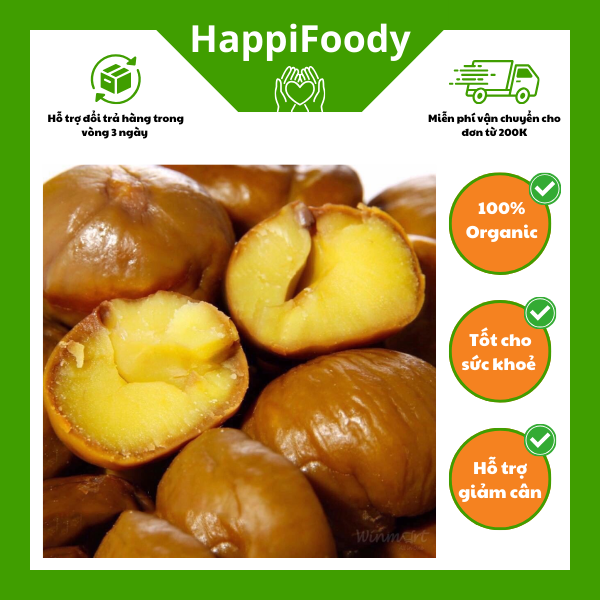 HappiFoody
Hỗ trợ đổi trả hàng trong
vòng 3 ngày
Miễn phí vận chuyển cho
đơn từ 200K
100%
Organic
Tốt cho
sức khoẻ
Hỗ trợ
giảm cân
Winmart